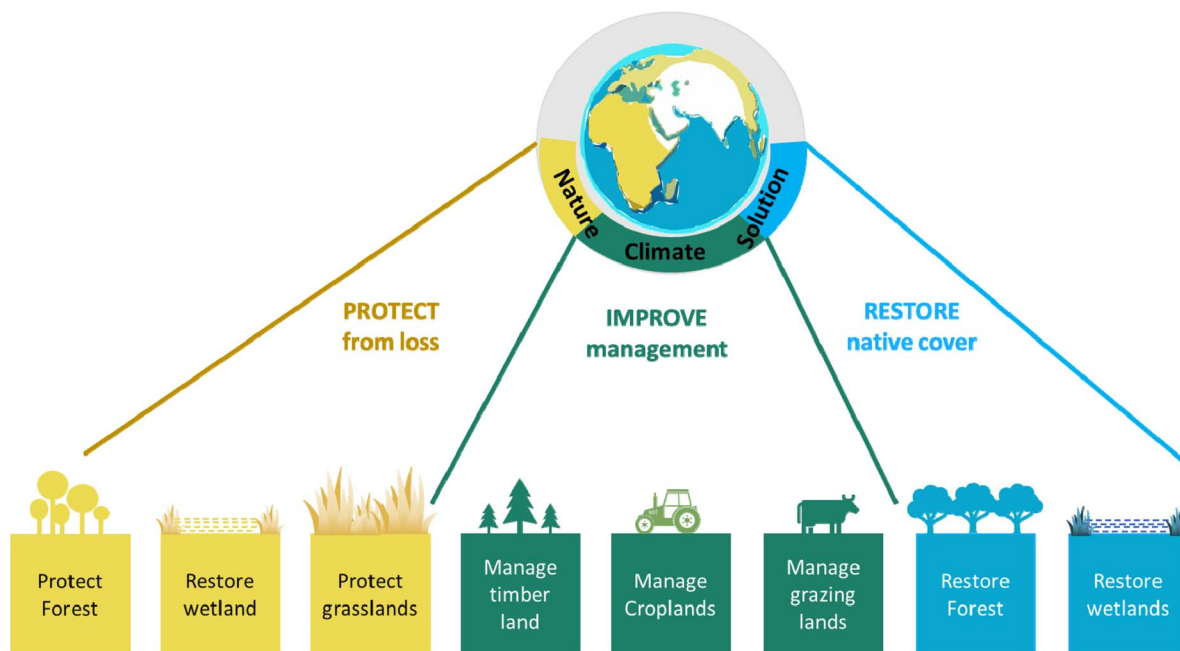 Nature
Climate
Solution
PROTECT
from loss
IMPROVE
management
RESTORE
native cover
Protect
Forest
Restore
wetland
Protect
grasslands
Manage
timber
land
Manage
Croplands
Manage
grazing
lands
Restore
Forest
Restore
wetlands